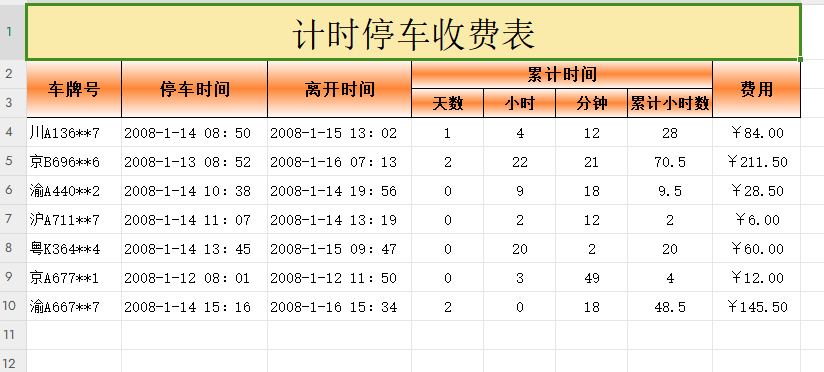 计时停车收费表
车牌号 停车时间 离开时间 累计时间 费用
天数 小时 分钟 累计小时数
川A136**7 2008-1-14 08：50 2008-1-15 13：02 1 4 12 28 ￥84.00
京B696**6 2008-1-13 08：52 2008-1-16 07：13 2 22 21 70.5 ￥211.50
渝A440**2 2008-1-14 10：38 2008-1-14 19：56 0 9 18 9.5 ￥28.50
沪A711**7 2008-1-14 11：07 2008-1-14 13：19 0 2 12 2 ￥6.00
粤K364**4 2008-1-14 13：45 2008-1-15 09：47 0 20 2 20 ￥60.00
京A677**1 2008-1-12 08：01 2008-1-12 11：50 0 3 49 4 ￥12.00
渝A667**7 2008-1-14 15：16 2008-1-16 15：34 2 0 18 48.5 ￥145.50
1
2
3
4
5
6
7
8
9
10
11
12